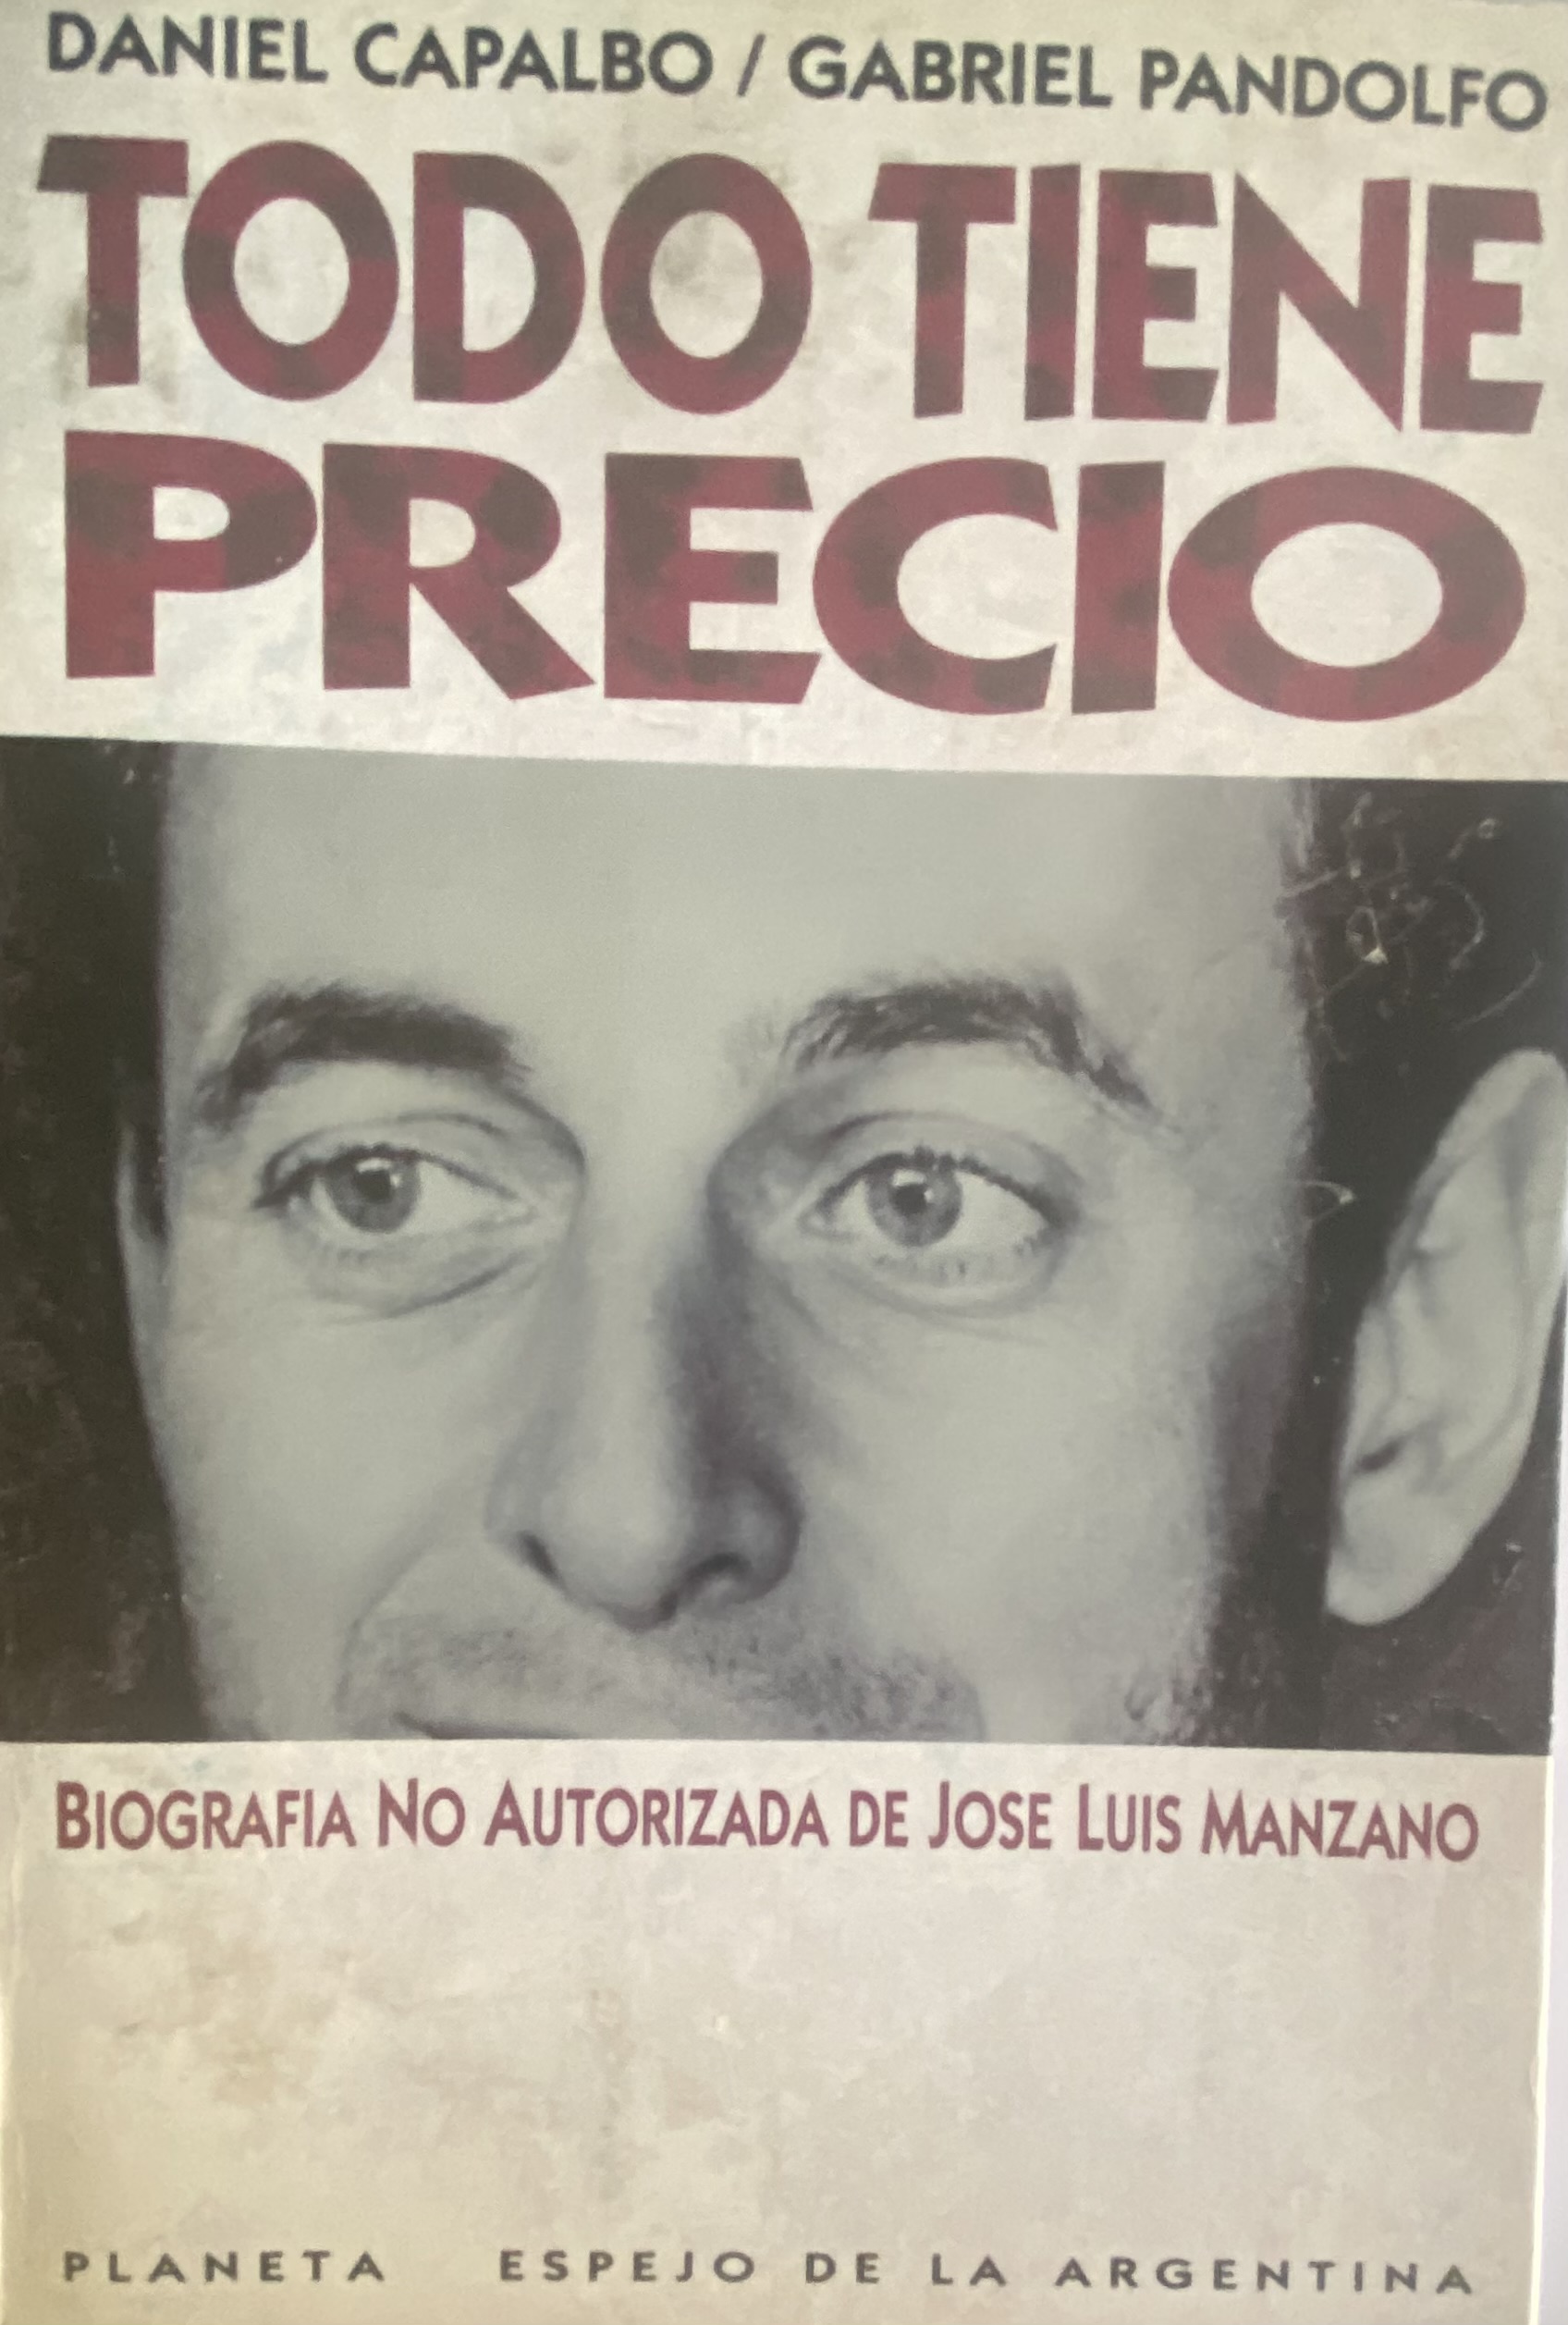 DANIEL CAPALBO / GABRIEL PANDOLFO
TODO TIENE
PRECIO
BIOGRAFIA NO AUTORIZADA DE JOSE LUIS MANZANO
PLANETA ESPEJO DE LA ARGENTINA